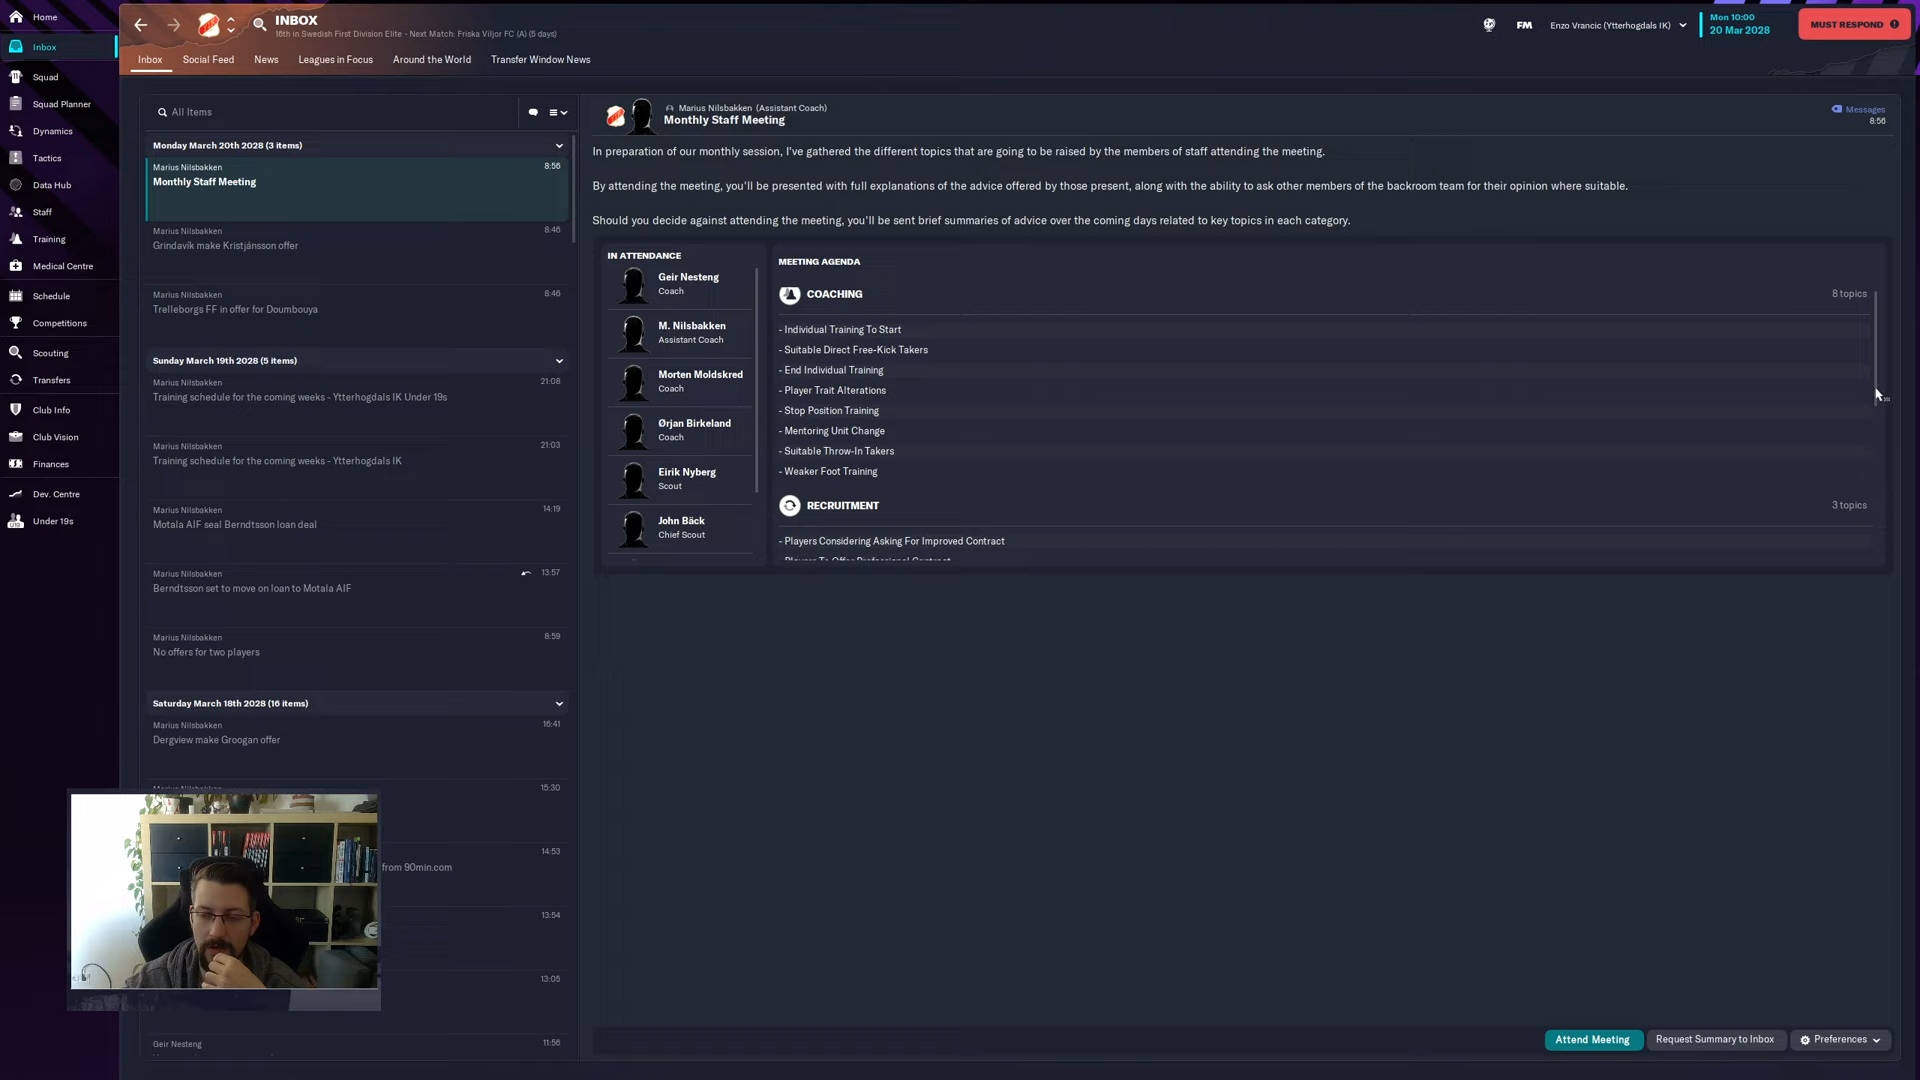 Home
Inbox
Squad
Squad Planner
Dynamics
Tactics
Data Hub
Staff
Training
Medical Centre
Schedule
Competitions
Scouting
Transfers
Club Info
Club Vision
Finances
Dev. Centre
Under 19s
INBOX
16th in Swedish First Division Elite - Next Match: Friska Viljor FC (A) (5 days)
FM
Enzo Vrancic (Ytterhogdals IK)
Mon 10:00
20 Mar 2028
MUST RESPOND
Inbox Social Feed News Leagues in Focus Around the World Transfer Window News
All Items
Monday March 20th 2028 (3 items)
Marius Nilsbakken 8:56
Monthly Staff Meeting
Marius Nilsbakken 8:46
Grindavík make Kristjánsson offer
Marius Nilsbakken 8:46
Trelleborgs FF in offer for Doumbouya
Sunday March 19th 2028 (5 items)
Marius Nilsbakken 21:08
Training schedule for the coming weeks - Ytterhogdals IK Under 19s
Marius Nilsbakken 21:03
Training schedule for the coming weeks - Ytterhogdals IK
Marius Nilsbakken 14:19
Motala AIF seal Berndtsson loan deal
Marius Nilsbakken 13:57
Berndtsson set to move on loan to Motala AIF
Marius Nilsbakken 8:59
No offers for two players
Saturday March 18th 2028 (16 items)
Marius Nilsbakken 16:41
Dergview make Groogan offer
15:30
14:53
from 90min.com
13:54
13:05
Geir Nesteng 11:56
Marius Nilsbakken (Assistant Coach)
Monthly Staff Meeting
Messages
8:56
In preparation of our monthly session, I've gathered the different topics that are going to be raised by the members of staff attending the meeting.
By attending the meeting, you'll be presented with full explanations of the advice offered by those present, along with the ability to ask other members of the backroom team for their opinion where suitable.
Should you decide against attending the meeting, you'll be sent brief summaries of advice over the coming days related to key topics in each category.
IN ATTENDANCE
Geir Nesteng
Coach
M. Nilsbakken
Assistant Coach
Morten Moldskred
Coach
Ørjan Birkeland
Coach
Eirik Nyberg
Scout
John Bäck
Chief Scout
MEETING AGENDA
COACHING 8 topics
- Individual Training To Start
- Suitable Direct Free-Kick Takers
- End Individual Training
- Player Trait Alterations
- Stop Position Training
- Mentoring Unit Change
- Suitable Throw-In Takers
- Weaker Foot Training
RECRUITMENT 3 topics
- Players Considering Asking For Improved Contract
- Players To Offer Professional Contract
Attend Meeting
Request Summary to Inbox
Preferences